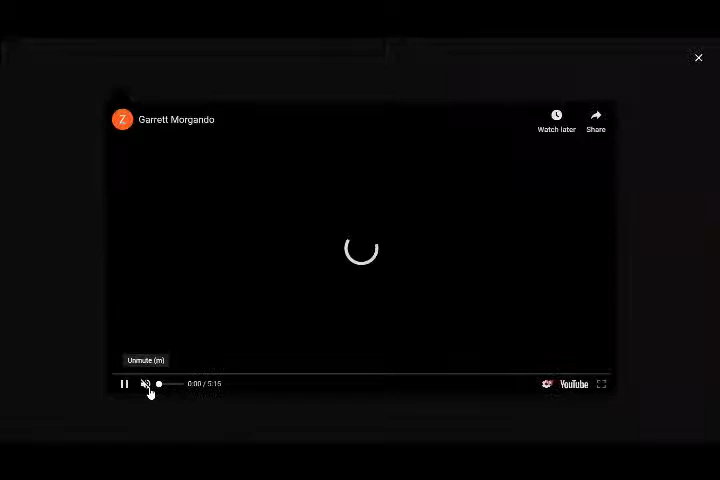 Z Garrett Morgando
Watch later Share
Unmute (m)
0:00 / 5:15 YouTube